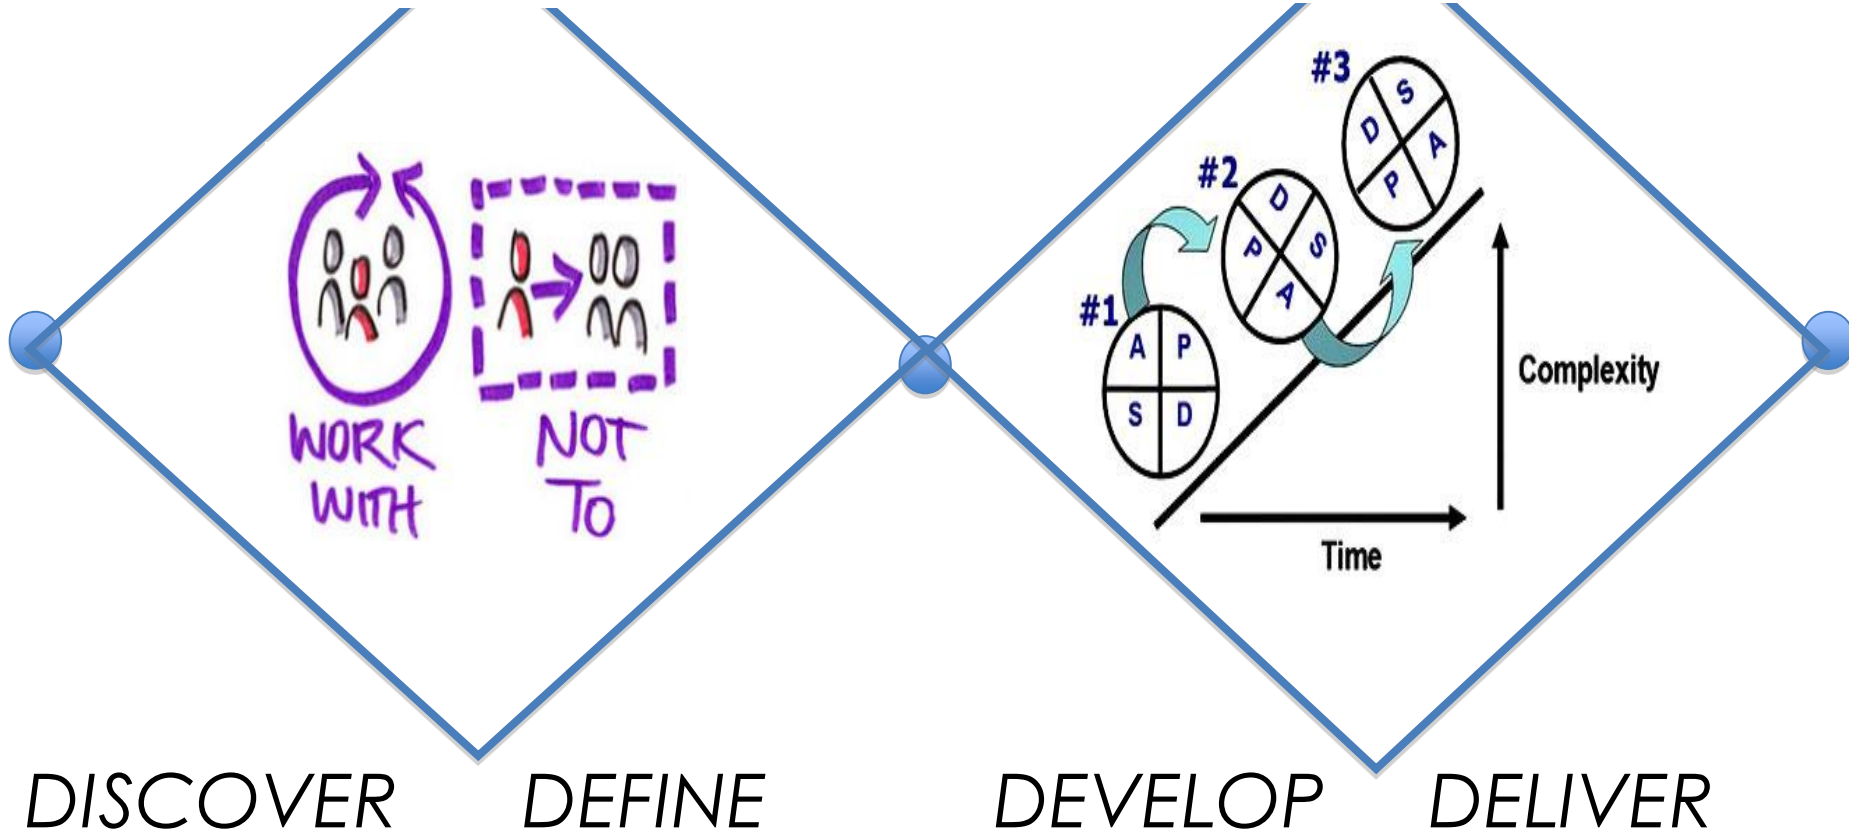 WORK
WITH
NOT
TO
#3
S
D
A
P
#2
D
P
S
A
#1
A P
S D
Complexity
Time
DISCOVER DEFINE DEVELOP DELIVER